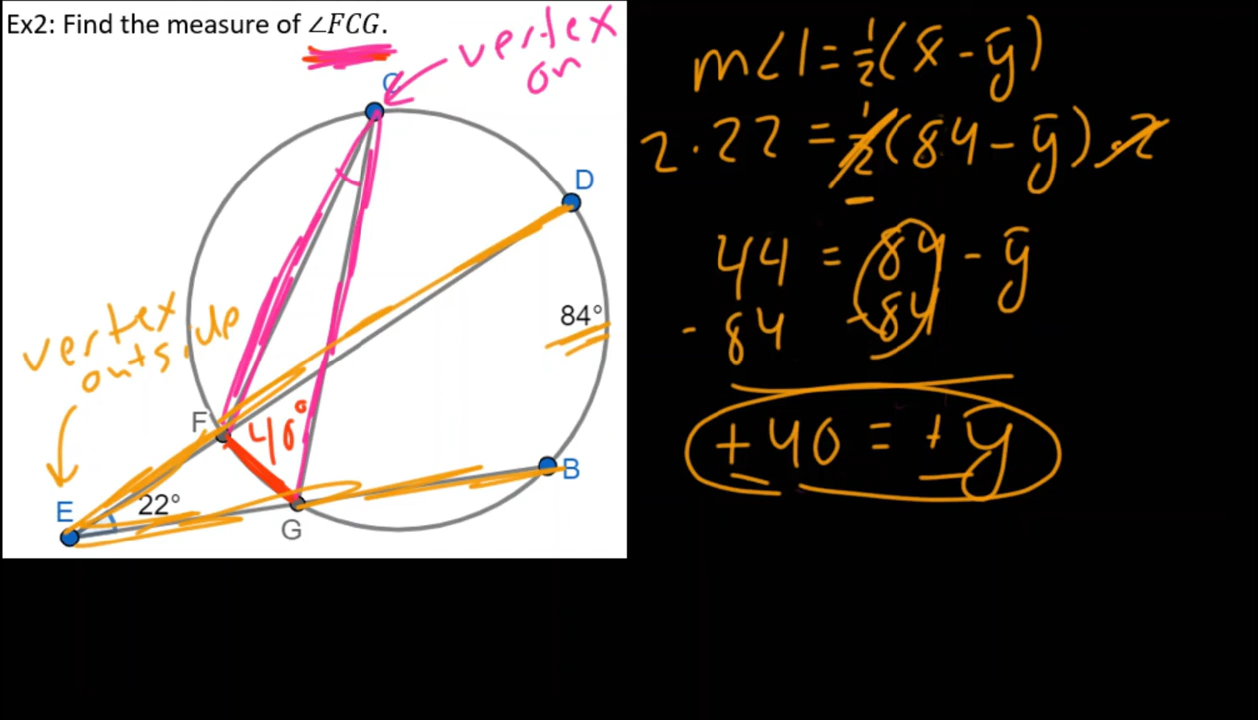 Ex2: Find the measure of ∠FCG.
vertex
on
C
D
84°
vertex
outside
F
40°
E
22°
G
B
m∠1 = ½(x̄ - ȳ)
2·22 = ½(84 - ȳ)·2
44 = 84 - ȳ
- 84 -84
+40 = +ȳ